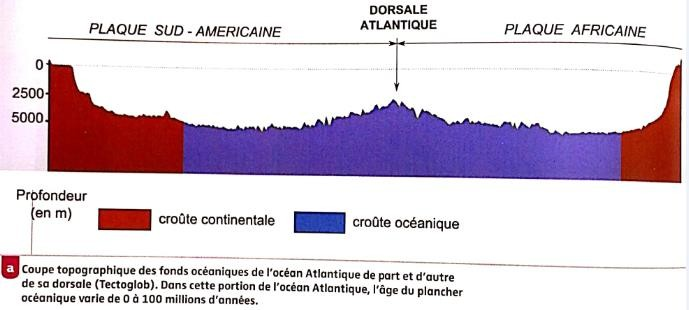 DORSALE
ATLANTIQUE
PLAQUE SUD - AMERICAINE
PLAQUE AFRICAINE
0
2500
5000
Profondeur
(en m)
croûte continentale
croûte océanique
a Coupe topographique des fonds océaniques de l'océan Atlantique de part et d'autre
de sa dorsale (Tectoglob). Dans cette portion de l'océan Atlantique, l'âge du plancher
océanique varie de 0 à 100 millions d'années.